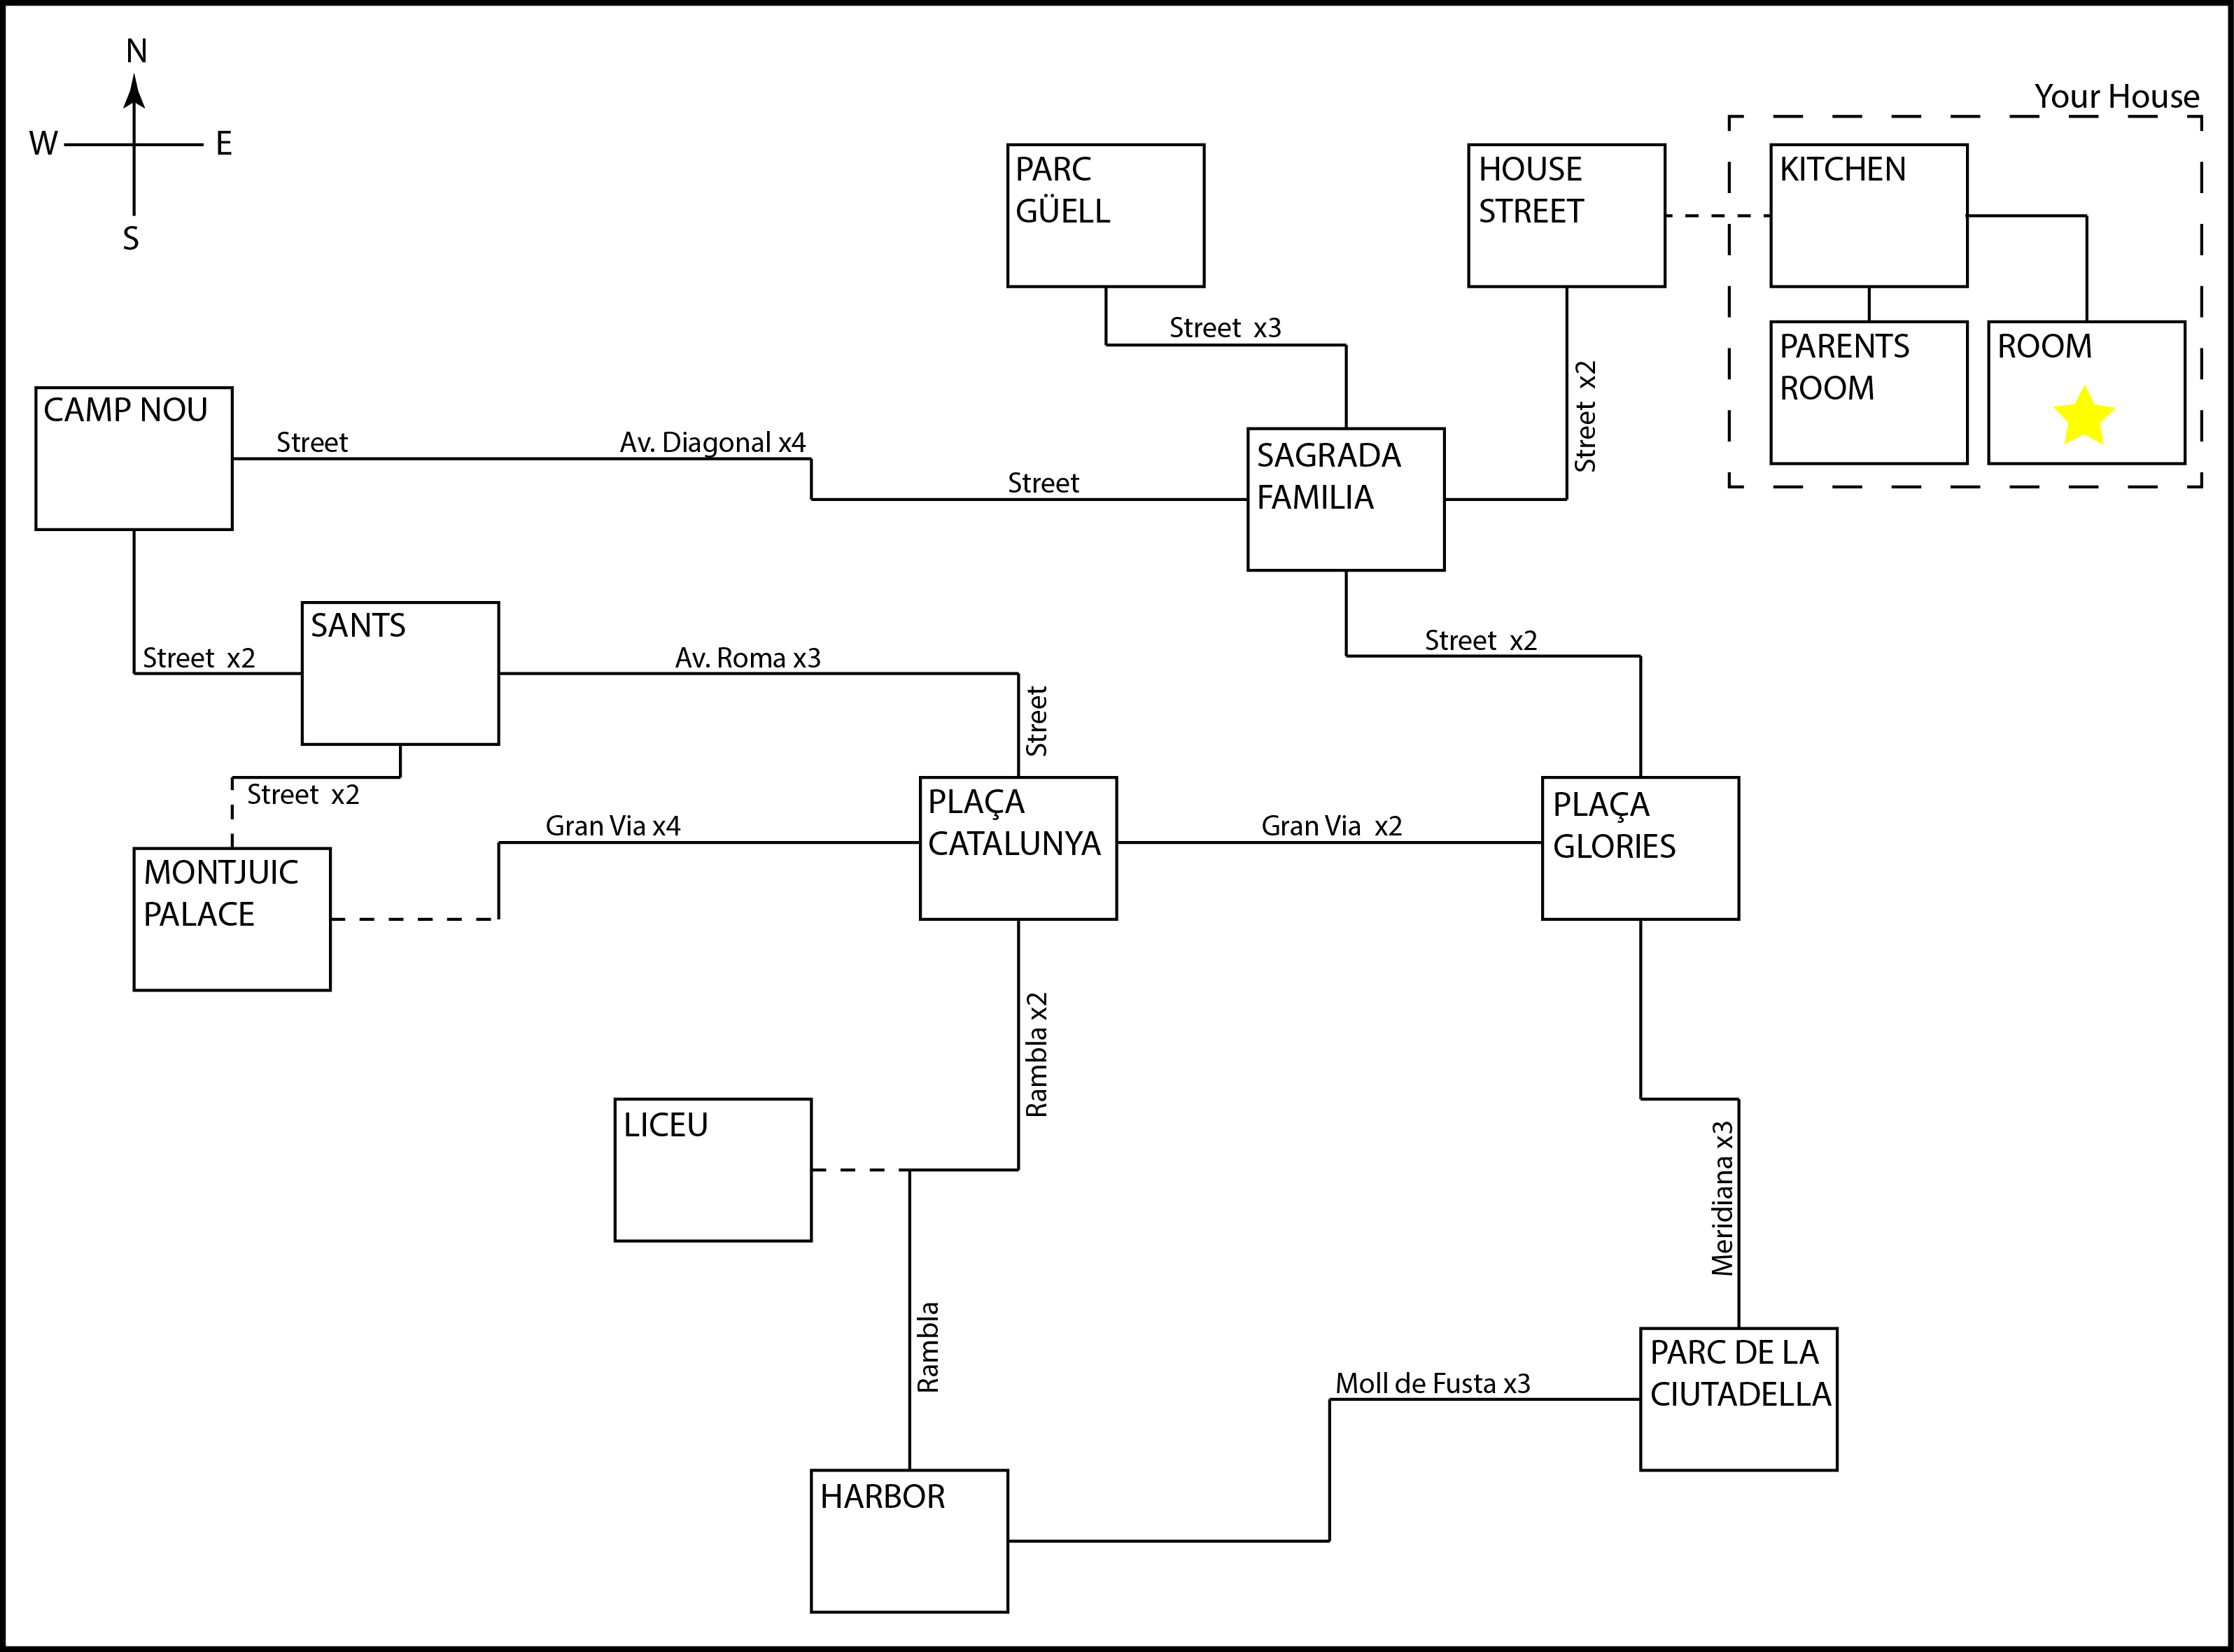 N
W
E
S
Your House
PARC
GÜELL
HOUSE
STREET
KITCHEN
Street x3
PARENTS
ROOM
ROOM
Street x2
CAMP NOU
Street
Av. Diagonal x4
Street
SAGRADA
FAMILIA
SANTS
Street x2
Av. Roma x3
Street
Street x2
Street x2
MONTJUIC
PALACE
Gran Via x4
PLAÇA
CATALUNYA
Gran Via x2
PLAÇA
GLORIES
Rambla x2
LICEU
Meridiana x3
Rambla
Moll de Fusta x3
PARC DE LA
CIUTADELLA
HARBOR